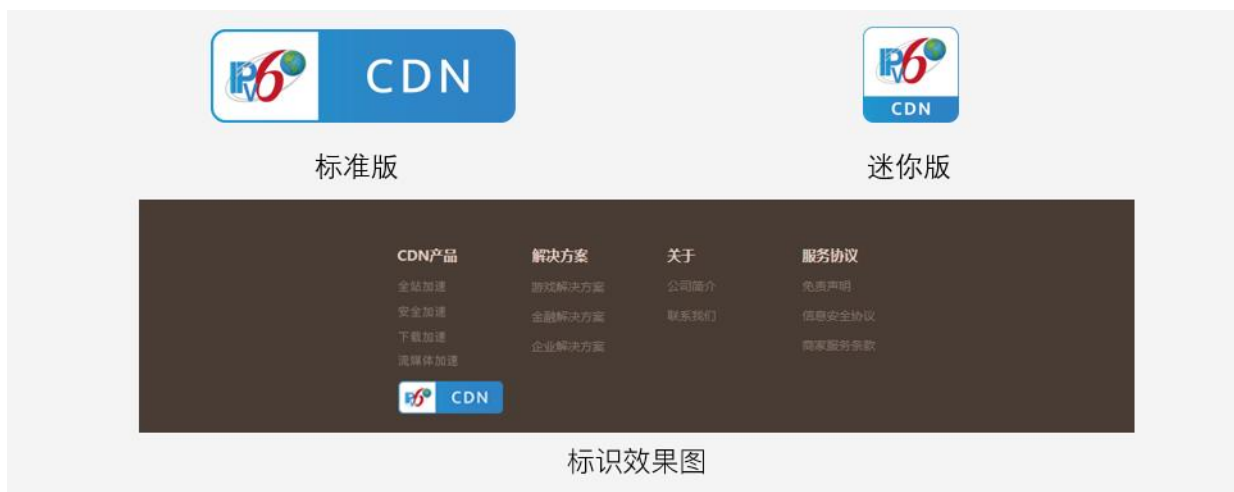 IPv6 CDN
IPv6
CDN
标准版
迷你版
CDN产品
解决方案
关于
服务协议
全站加速
游戏解决方案
公司简介
免责声明
安全加速
金融解决方案
联系我们
信息安全协议
下载加速
企业解决方案
商家服务条款
流媒体加速
IPv6 CDN
标识效果图